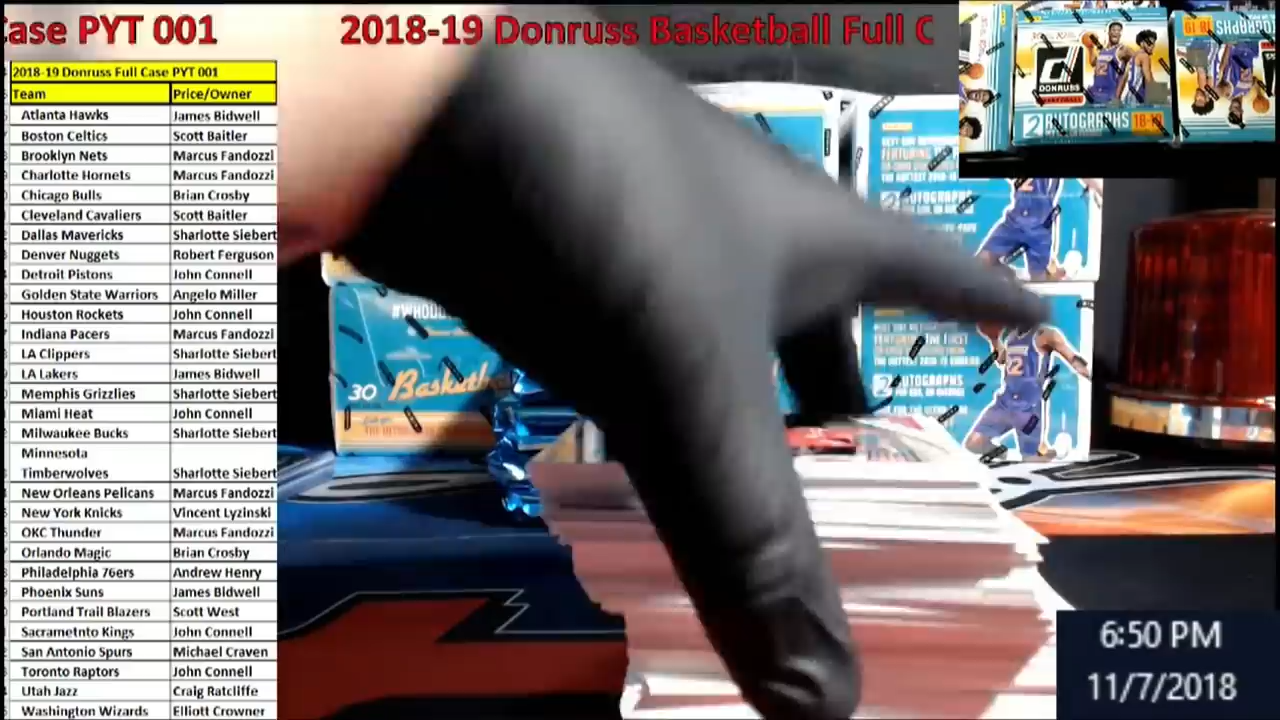 ase PYT 001
2018-19 Donruss Basketball Full C
2018-19 Donruss Full Case PYT 001
Team Price/Owner
Atlanta Hawks James Bidwell
Boston Celtics Scott Baitler
Brooklyn Nets Marcus Fandozzi
Charlotte Hornets Marcus Fandozzi
Chicago Bulls Brian Crosby
Cleveland Cavaliers Scott Baitler
Dallas Mavericks Sharlotte Siebert
Denver Nuggets Robert Ferguson
Detroit Pistons John Connell
Golden State Warriors Angelo Miller
Houston Rockets John Connell
Indiana Pacers Marcus Fandozzi
LA Clippers Sharlotte Siebert
LA Lakers James Bidwell
Memphis Grizzlies Sharlotte Siebert
Miami Heat John Connell
Milwaukee Bucks Sharlotte Siebert
Minnesota
Timberwolves Sharlotte Siebert
New Orleans Pelicans Marcus Fandozzi
New York Knicks Vincent Lyzinski
OKC Thunder Marcus Fandozzi
Orlando Magic Brian Crosby
Philadelphia 76ers Andrew Henry
Phoenix Suns James Bidwell
Portland Trail Blazers Scott West
Sacrametnto Kings John Connell
San Antonio Spurs Michael Craven
Toronto Raptors John Connell
Utah Jazz Craig Ratcliffe
Washington Wizards Elliott Crowner
DONRUSS
2 AUTOGRAPHS 18-19
30 Basketba
2 AUTOGRAPHS
6:50 PM
11/7/2018